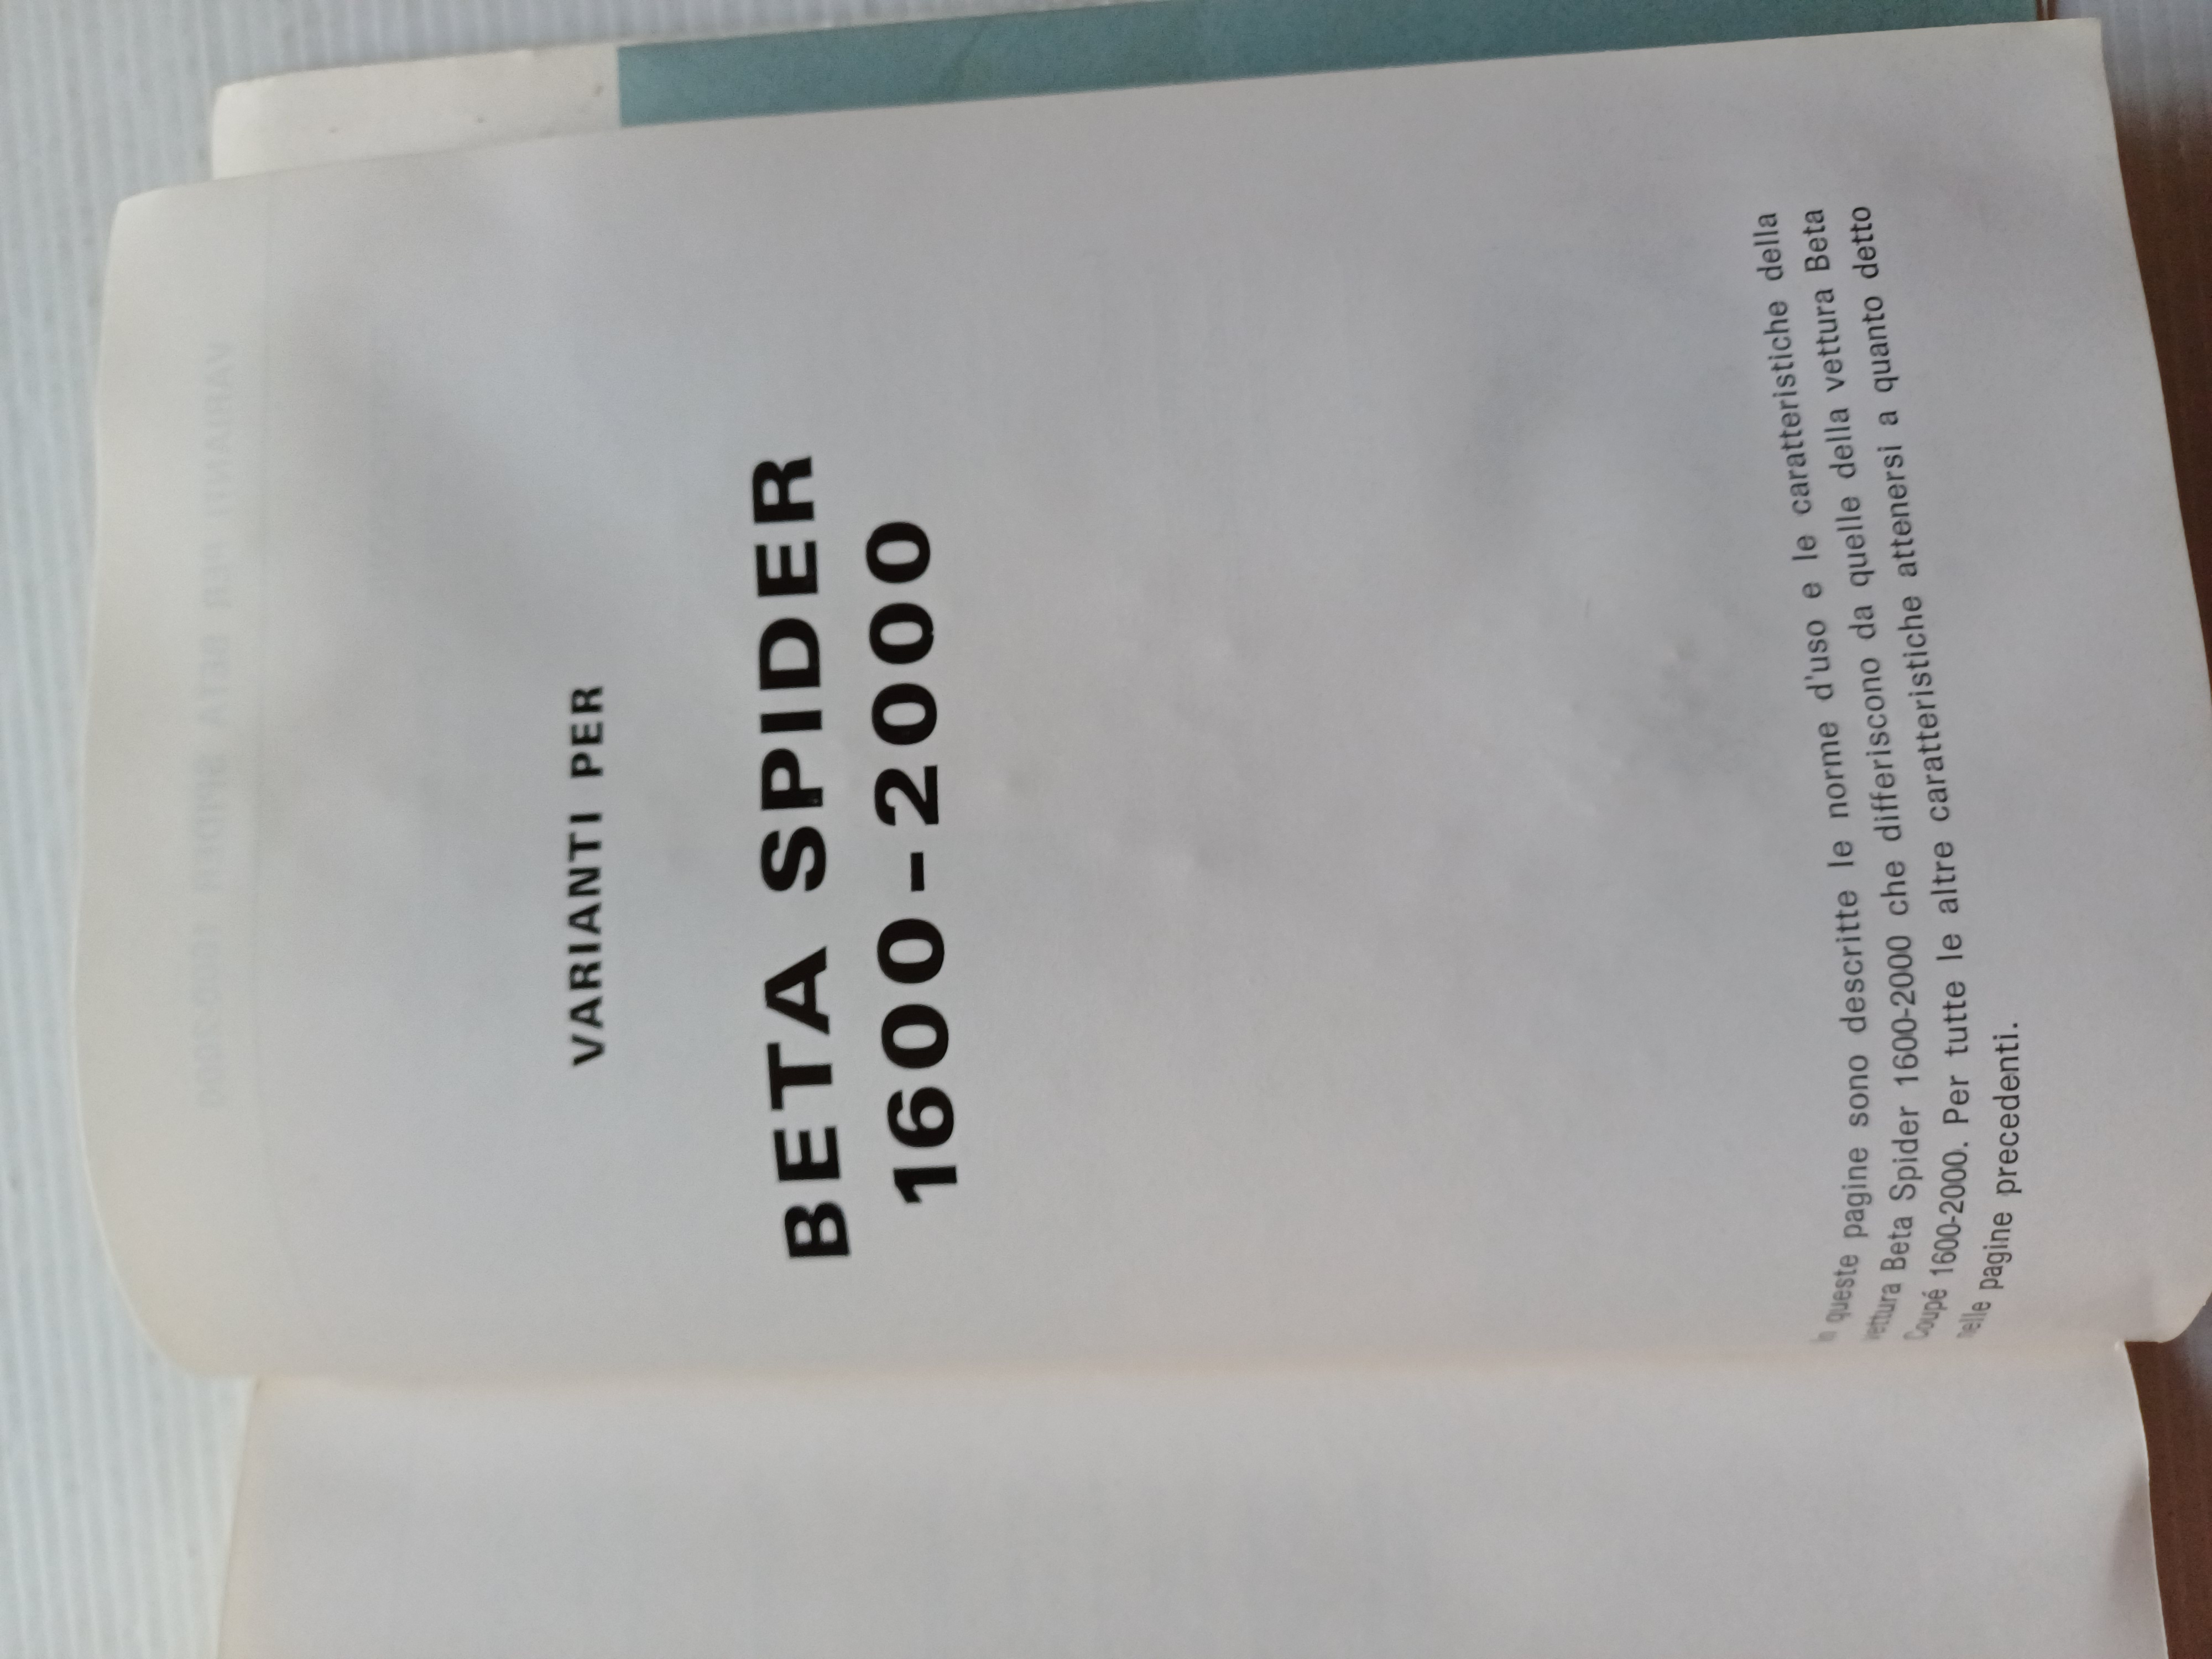 VARIANTI PER
BETA SPIDER
1600-2000
In queste pagine sono descritte le norme d'uso e le caratteristiche della
vettura Beta Spider 1600-2000 che differiscono da quelle della vettura Beta
Coupé 1600-2000. Per tutte le altre caratteristiche attenersi a quanto detto
nelle pagine precedenti.